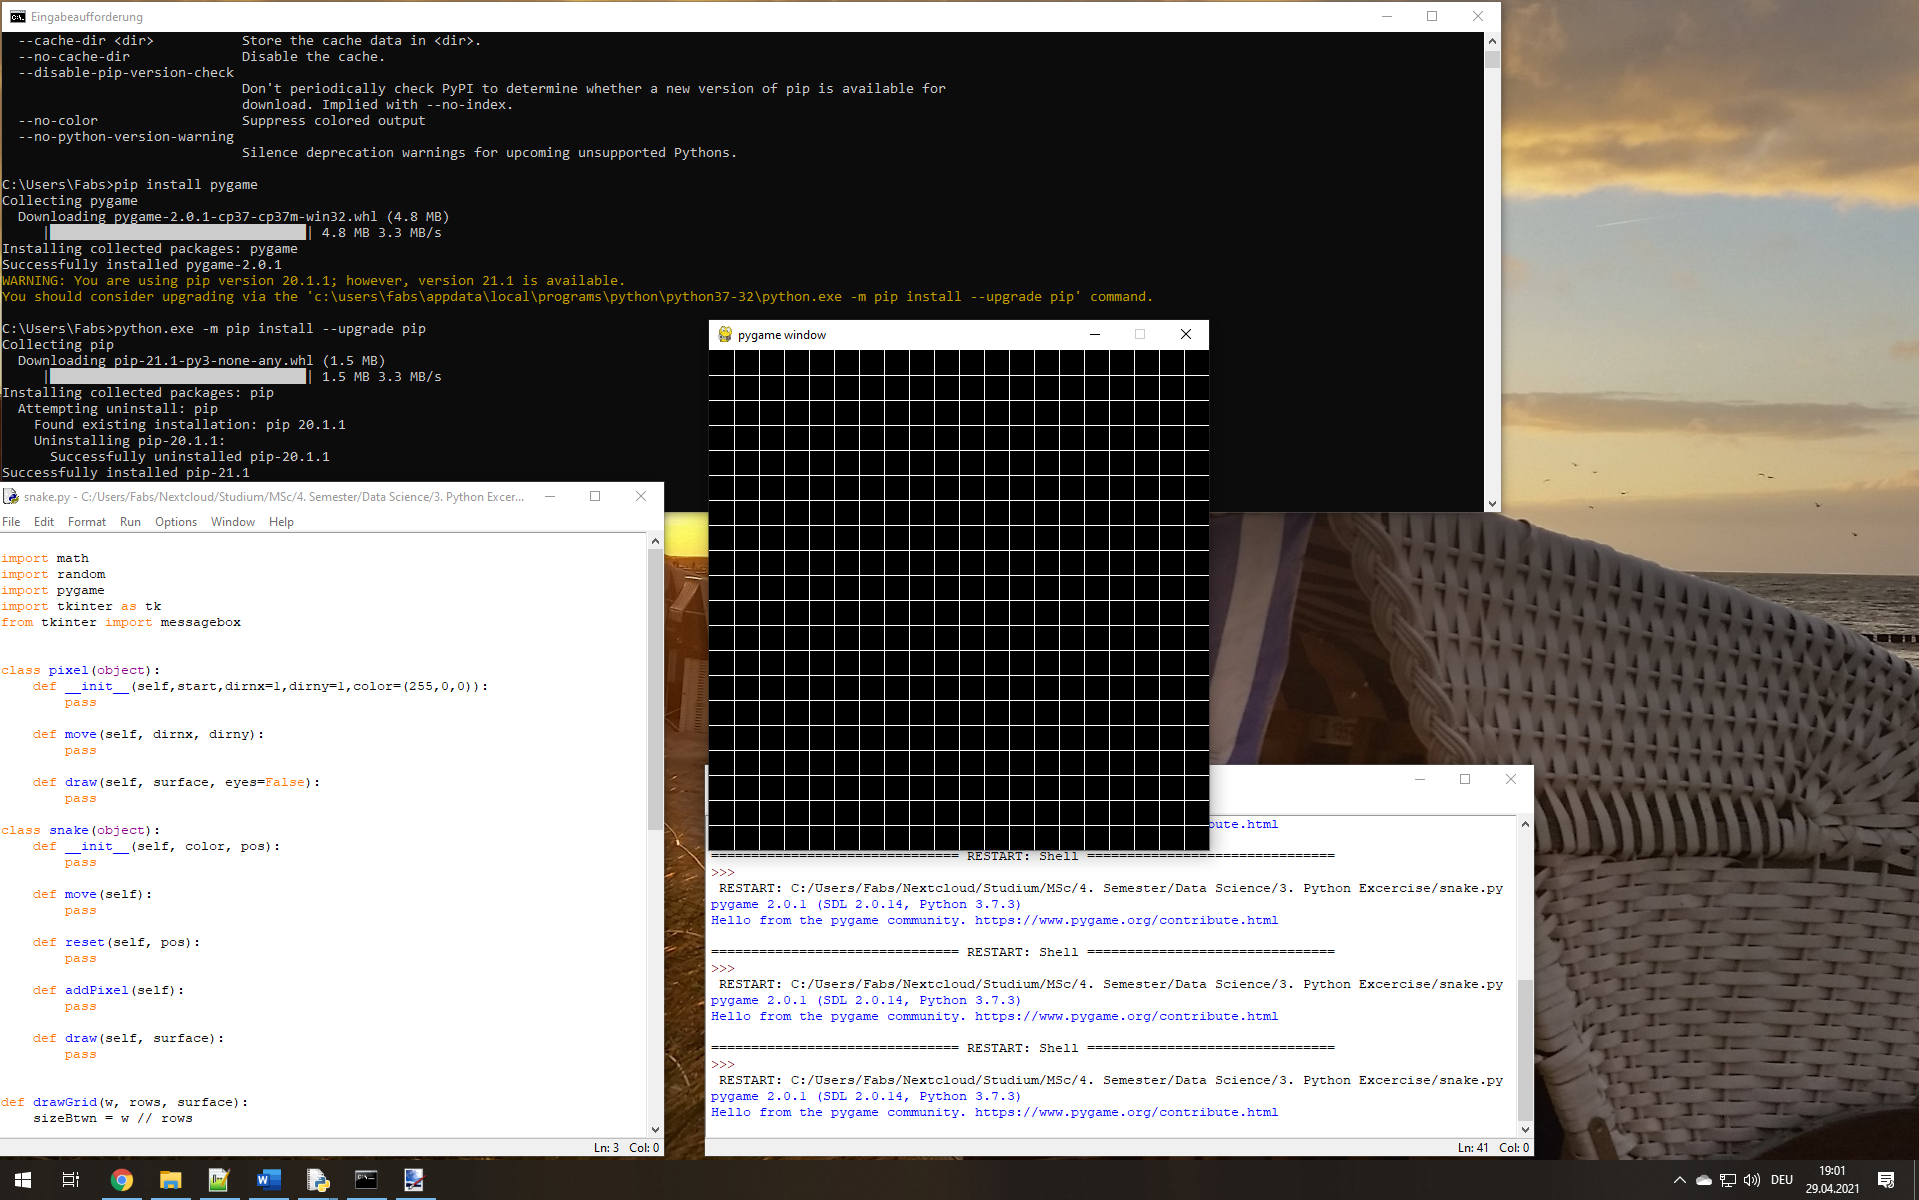 Eingabeaufforderung
--cache-dir <dir>           Store the cache data in <dir>.
--no-cache-dir              Disable the cache.
--disable-pip-version-check
Don't periodically check PyPI to determine whether a new version of pip is available for
download. Implied with --no-index.
--no-color                  Suppress colored output
--no-python-version-warning
Silence deprecation warnings for upcoming unsupported Pythons.
C:\Users\Fabs>pip install pygame
Collecting pygame
Downloading pygame-2.0.1-cp37-cp37m-win32.whl (4.8 MB)
| | 4.8 MB 3.3 MB/s
Installing collected packages: pygame
Successfully installed pygame-2.0.1
WARNING: You are using pip version 20.1.1; however, version 21.1 is available.
You should consider upgrading via the 'c:\users\fabs\appdata\local\programs\python\python37-32\python.exe -m pip install --upgrade pip' command.
C:\Users\Fabs>python.exe -m pip install --upgrade pip
Collecting pip
Downloading pip-21.1-py3-none-any.whl (1.5 MB)
| | 1.5 MB 3.3 MB/s
Installing collected packages: pip
Attempting uninstall: pip
Found existing installation: pip 20.1.1
Uninstalling pip-20.1.1:
Successfully uninstalled pip-20.1.1
Successfully installed pip-21.1
pygame window
snake.py - C:/Users/Fabs/Nextcloud/Studium/MSc/4. Semester/Data Science/3. Python Excer...
File Edit Format Run Options Window Help
import math
import random
import pygame
import tkinter as tk
from tkinter import messagebox
class pixel(object):
def __init__(self,start,dirnx=1,dirny=1,color=(255,0,0)):
pass
def move(self, dirnx, dirny):
pass
def draw(self, surface, eyes=False):
pass
class snake(object):
def __init__(self, color, pos):
pass
def move(self):
pass
def reset(self, pos):
pass
def addPixel(self):
pass
def draw(self, surface):
pass
def drawGrid(w, rows, surface):
sizeBtwn = w // rows
Ln: 3 Col: 0
bute.html
=============================== RESTART: Shell ===============================
>>>
RESTART: C:/Users/Fabs/Nextcloud/Studium/MSc/4. Semester/Data Science/3. Python Excercise/snake.py
pygame 2.0.1 (SDL 2.0.14, Python 3.7.3)
Hello from the pygame community. https://www.pygame.org/contribute.html
=============================== RESTART: Shell ===============================
>>>
RESTART: C:/Users/Fabs/Nextcloud/Studium/MSc/4. Semester/Data Science/3. Python Excercise/snake.py
pygame 2.0.1 (SDL 2.0.14, Python 3.7.3)
Hello from the pygame community. https://www.pygame.org/contribute.html
=============================== RESTART: Shell ===============================
>>>
RESTART: C:/Users/Fabs/Nextcloud/Studium/MSc/4. Semester/Data Science/3. Python Excercise/snake.py
pygame 2.0.1 (SDL 2.0.14, Python 3.7.3)
Hello from the pygame community. https://www.pygame.org/contribute.html
Ln: 41 Col: 0
DEU
19:01
29.04.2021